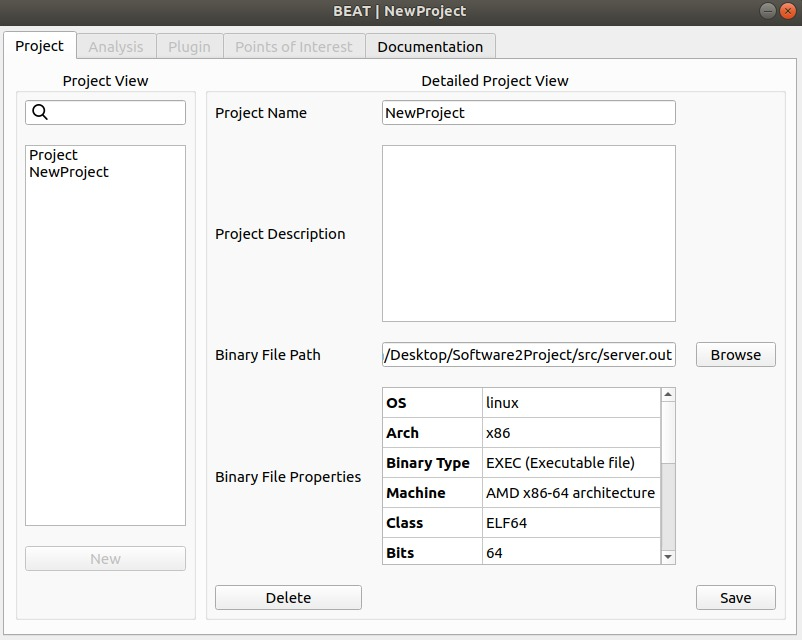 BEAT | NewProject
Project
Analysis
Plugin
Points of Interest
Documentation
Project View
Detailed Project View
Project
NewProject
New
Project Name
NewProject
Project Description
Binary File Path
/Desktop/Software2Project/src/server.out
Browse
Binary File Properties
OS linux
Arch x86
Binary Type EXEC (Executable file)
Machine AMD x86-64 architecture
Class ELF64
Bits 64
Delete
Save